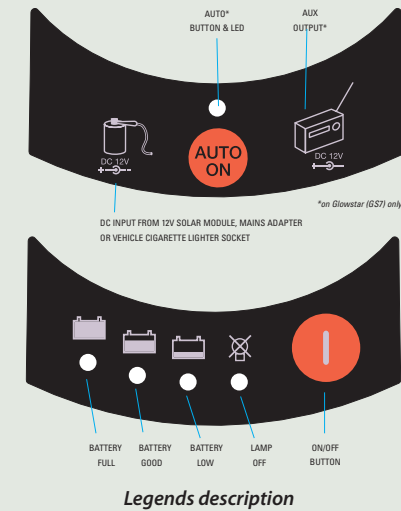 AUTO*
BUTTON & LED
AUX
OUTPUT*
DC 12V
AUTO
ON
DC 12V
*on Glowstar (GS7) only
DC INPUT FROM 12V SOLAR MODULE, MAINS ADAPTER
OR VEHICLE CIGARETTE LIGHTER SOCKET
BATTERY
FULL
BATTERY
GOOD
BATTERY
LOW
LAMP
OFF
ON/OFF
BUTTON
Legends description